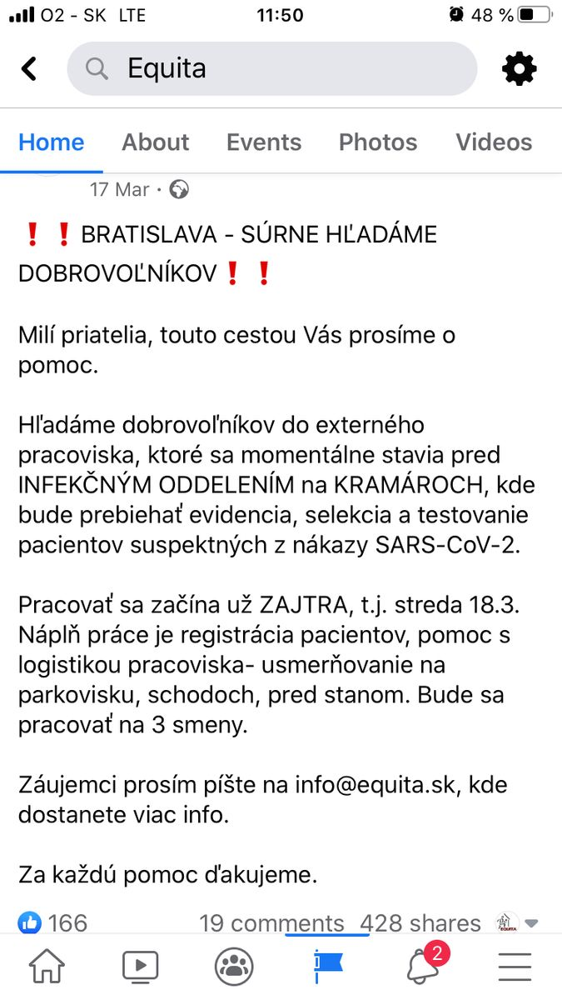 O2 - SK LTE 11:50 48 %
Equita
Home About Events Photos Videos
17 Mar ·
❗❗BRATISLAVA - SÚRNE HĽADÁME
DOBROVOĽNÍKOV❗❗
Milí priatelia, touto cestou Vás prosíme o
pomoc.
Hľadáme dobrovoľníkov do externého
pracoviska, ktoré sa momentálne stavia pred
INFEKČNÝM ODDELENÍM na KRAMÁROCH, kde
bude prebiehať evidencia, selekcia a testovanie
pacientov suspektných z nákazy SARS-CoV-2.
Pracovať sa začína už ZAJTRA, t.j. streda 18.3.
Náplň práce je registrácia pacientov, pomoc s
logistikou pracoviska- usmerňovanie na
parkovisku, schodoch, pred stanom. Bude sa
pracovať na 3 smeny.
Záujemci prosím píšte na info@equita.sk, kde
dostanete viac info.
Za každú pomoc ďakujeme.
166 19 comments 428 shares EQUITA
2